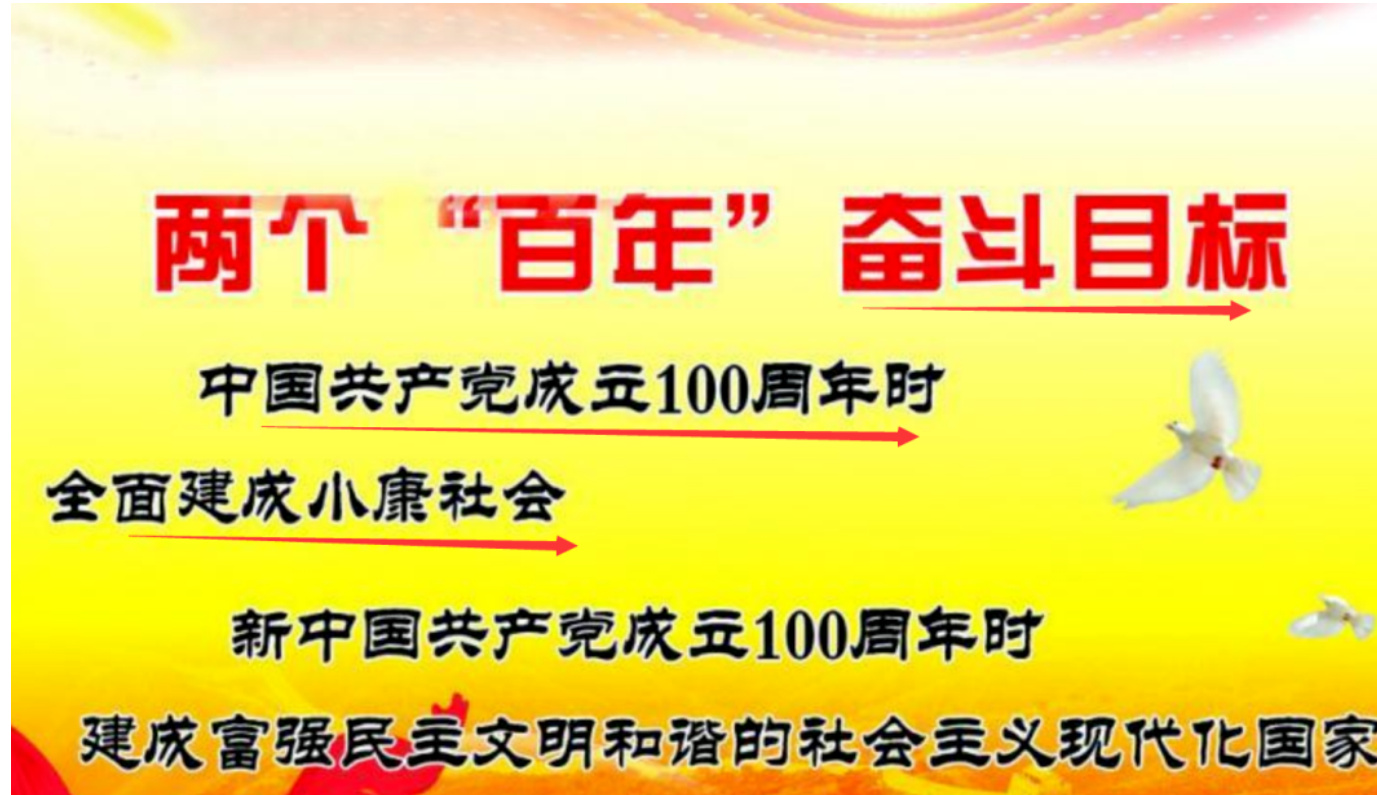 两个“百年”奋斗目标
中国共产党成立100周年时
全面建成小康社会
新中国共产党成立100周年时
建成富强民主文明和谐的社会主义现代化国家